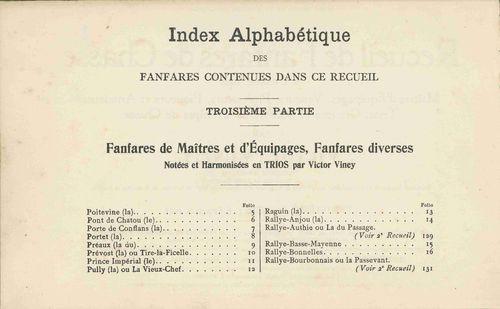 Index Alphabétique
DES
FANFARES CONTENUES DANS CE RECUEIL
TROISIÈME PARTIE
Fanfares de Maîtres et d'Équipages, Fanfares diverses
Notées et Harmonisées en TRIOS par Victor Viney
Folio
Poitevine (la). . . . . . . . . . . . . 5
Pont de Chatou (le) . . . . . . . . . . 6
Porte de Conflans (la) . . . . . . . . . 7
Portet (la) . . . . . . . . . . . . . . 8
Préaux (la du) . . . . . . . . . . . . 9
Prévost (la) ou Tire-la-Ficelle . . . . . . 10
Prince Impérial (le) . . . . . . . . . . 11
Pully (la) ou La Vieux-Chef . . . . . . . 12
Folio
Raguin (la) . . . . . . . . . . . . . . 13
Rallye-Anjou (la) . . . . . . . . . . . 14
Rallye-Authie ou La du Passage.
(Voir 2e Recueil) 129
Rallye-Basse-Mayenne . . . . . . . . . 15
Rallye-Bonnelles . . . . . . . . . . . 16
Rallye-Bourbonnais ou la Passevant.
(Voir 2e Recueil) 131